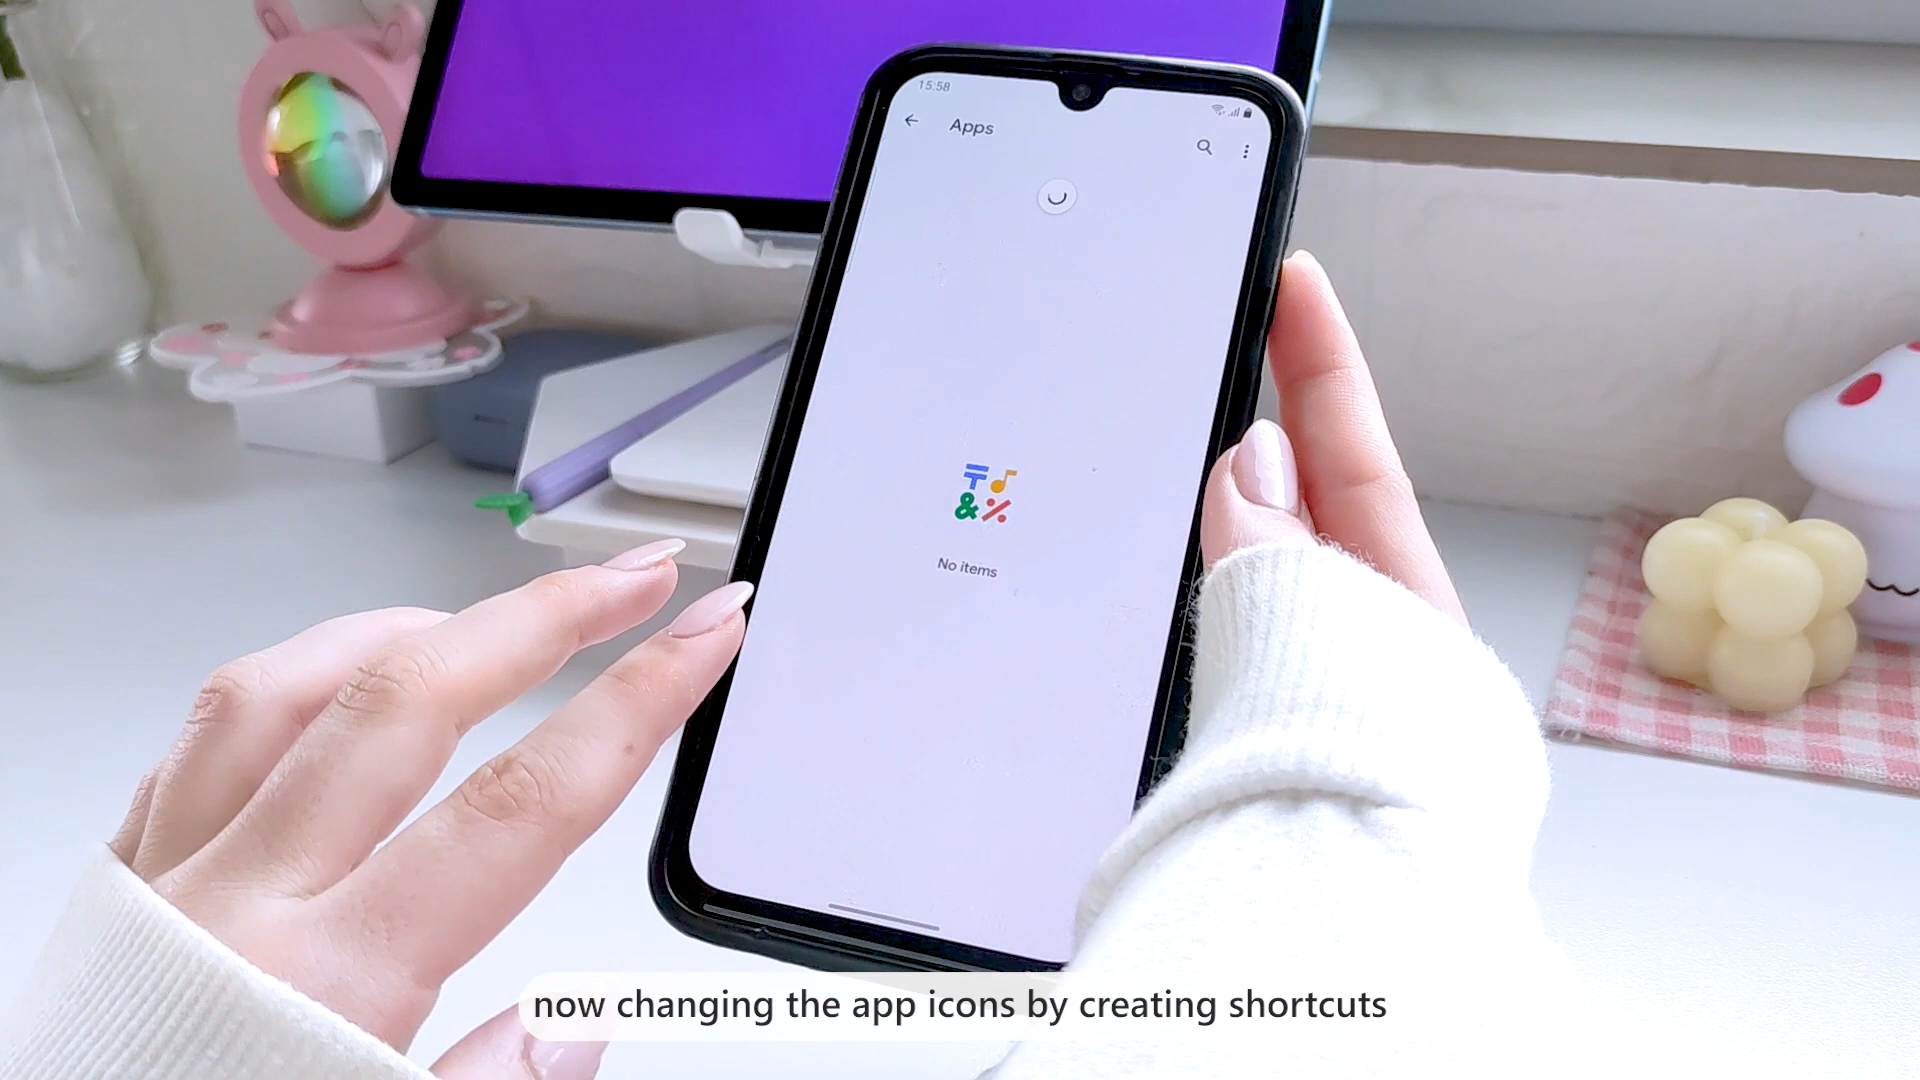 15:58
Apps
No items
now changing the app icons by creating shortcuts